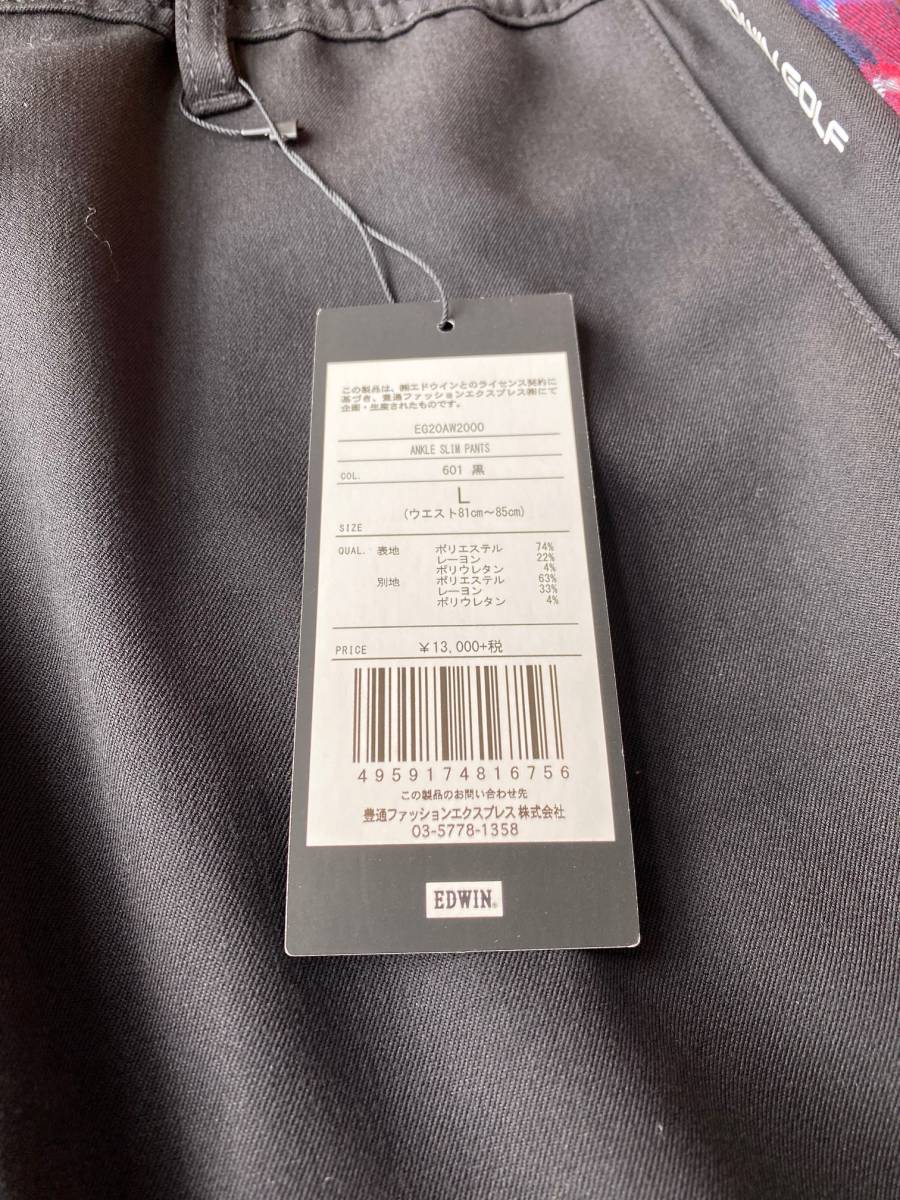 GOLF
この製品は、㈱エドウインとのライセンス契約に
基づき、豊通ファッションエクスプレス㈱にて
企画・生産されたものです。
EG20AW2000
ANKLE SLIM PANTS
COL. 601 黒
L
(ウエスト81cm～85cm)
SIZE
QUAL. 表地 ポリエステル 74%
レーヨン 22%
ポリウレタン 4%
別地 ポリエステル 63%
レーヨン 33%
ポリウレタン 4%
PRICE ¥13,000+税
4959174816756
この製品のお問い合わせ先
豊通ファッションエクスプレス株式会社
03-5778-1358
EDWIN®